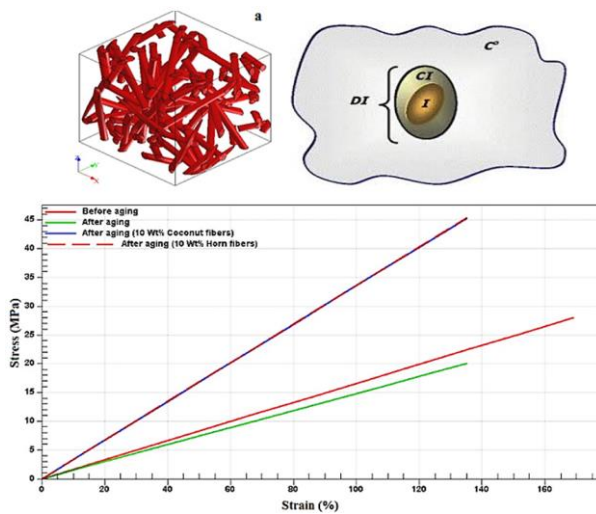 a
C°
CI
DI
I
Before aging
After aging
After aging (10 Wt% Coconut fibers)
After aging (10 Wt% Horn fibers)
Stress (MPa)
45
40
35
30
25
20
15
10
5
0
0 20 40 60 80 100 120 140 160
Strain (%)